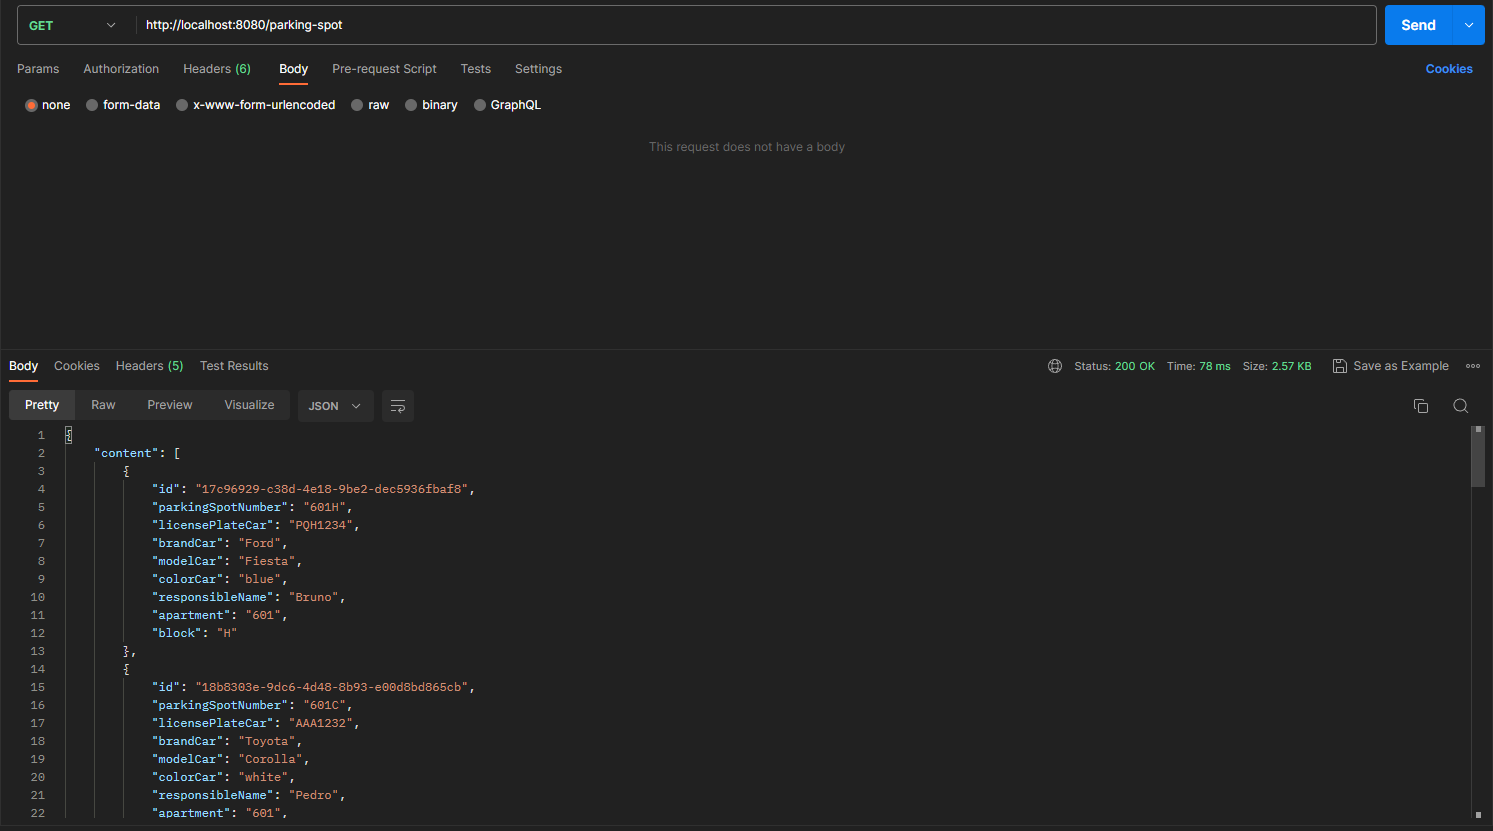 GET http://localhost:8080/parking-spot Send
Params Authorization Headers (6) Body Pre-request Script Tests Settings Cookies
none form-data x-www-form-urlencoded raw binary GraphQL
This request does not have a body
Body Cookies Headers (5) Test Results Status: 200 OK Time: 78 ms Size: 2.57 KB Save as Example
Pretty Raw Preview Visualize JSON
1 {
2 "content": [
3 {
4 "id": "17c96929-c38d-4e18-9be2-dec5936fbaf8",
5 "parkingSpotNumber": "601H",
6 "licensePlateCar": "PQH1234",
7 "brandCar": "Ford",
8 "modelCar": "Fiesta",
9 "colorCar": "blue",
10 "responsibleName": "Bruno",
11 "apartment": "601",
12 "block": "H"
13 },
14 {
15 "id": "18b8303e-9dc6-4d48-8b93-e00d8bd865cb",
16 "parkingSpotNumber": "601C",
17 "licensePlateCar": "AAA1232",
18 "brandCar": "Toyota",
19 "modelCar": "Corolla",
20 "colorCar": "white",
21 "responsibleName": "Pedro",
22 "apartment": "601",